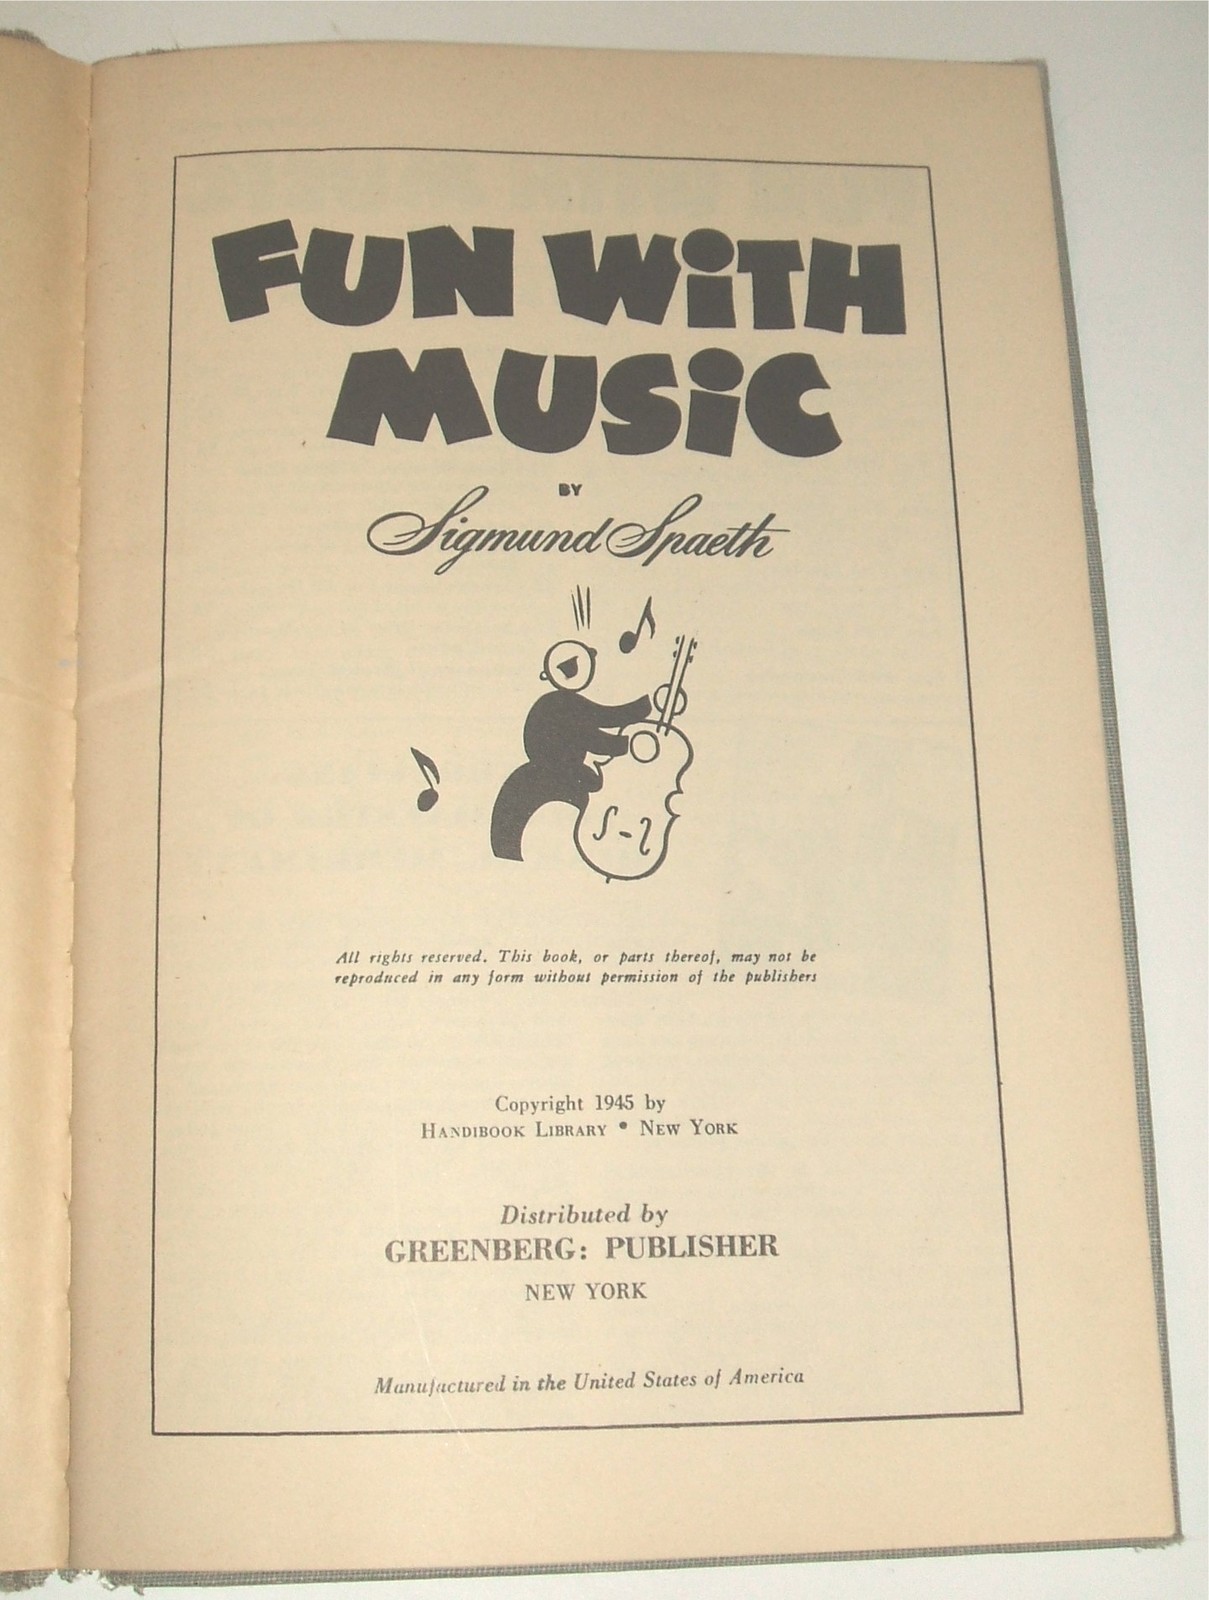 FUN WiTH
MUSiC
BY
Sigmund Spaeth
All rights reserved. This book, or parts thereof, may not be
reproduced in any form without permission of the publishers
Copyright 1945 by
HANDIBOOK LIBRARY • NEW YORK
Distributed by
GREENBERG: PUBLISHER
NEW YORK
Manufactured in the United States of America